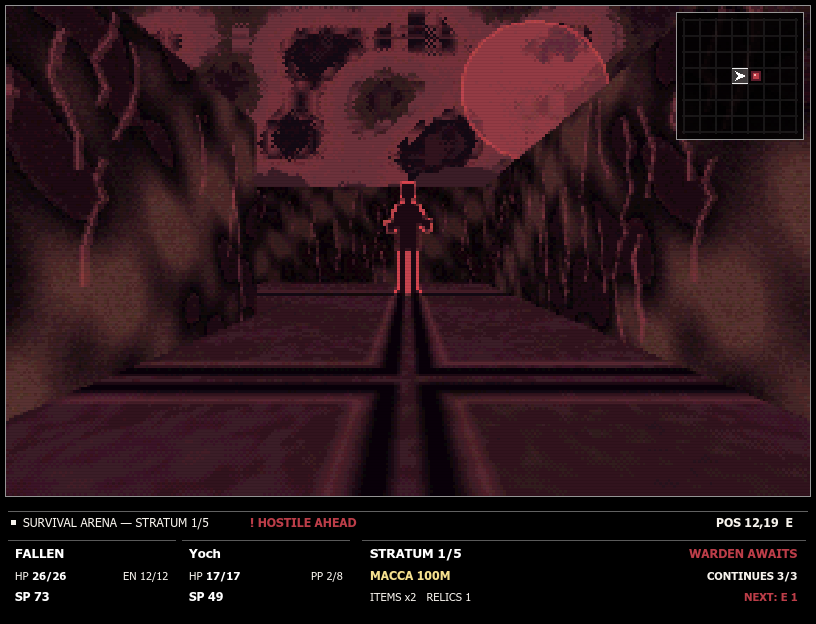 SURVIVAL ARENA — STRATUM 1/5 ! HOSTILE AHEAD POS 12,19 E
FALLEN Yoch STRATUM 1/5 WARDEN AWAITS
HP 26/26 EN 12/12 HP 17/17 PP 2/8 MACCA 100M CONTINUES 3/3
SP 73 SP 49 ITEMS x2 RELICS 1 NEXT: E 1